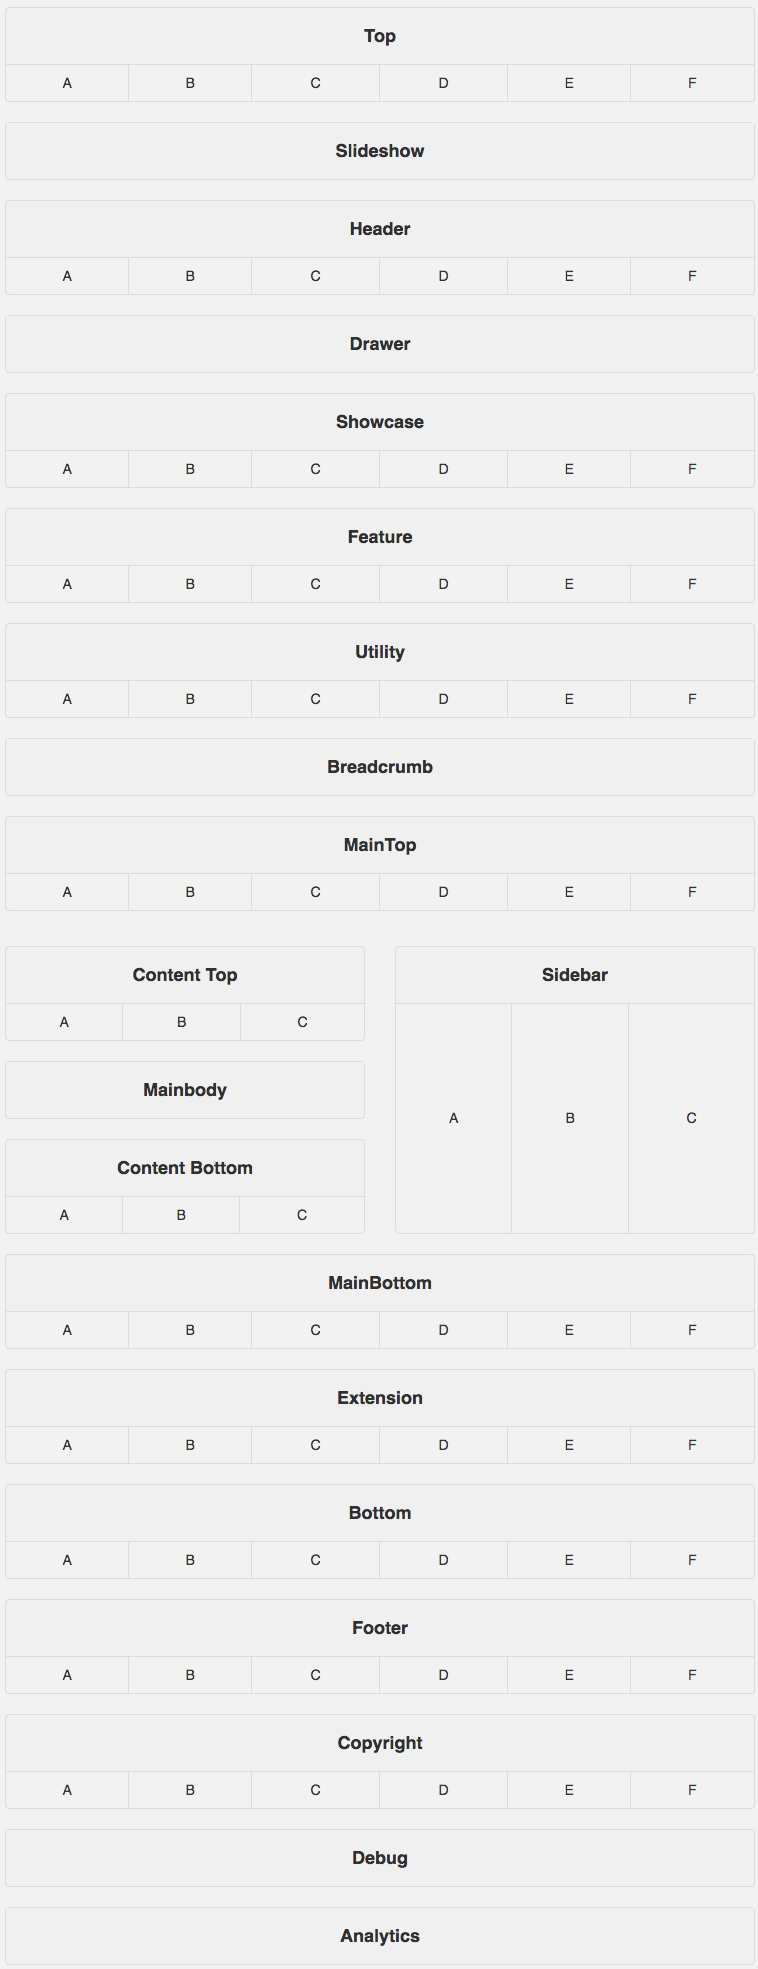 Top
A B C D E F
Slideshow
Header
A B C D E F
Drawer
Showcase
A B C D E F
Feature
A B C D E F
Utility
A B C D E F
Breadcrumb
MainTop
A B C D E F
Content Top
A B C
Mainbody
Content Bottom
A B C
Sidebar
A B C
MainBottom
A B C D E F
Extension
A B C D E F
Bottom
A B C D E F
Footer
A B C D E F
Copyright
A B C D E F
Debug
Analytics